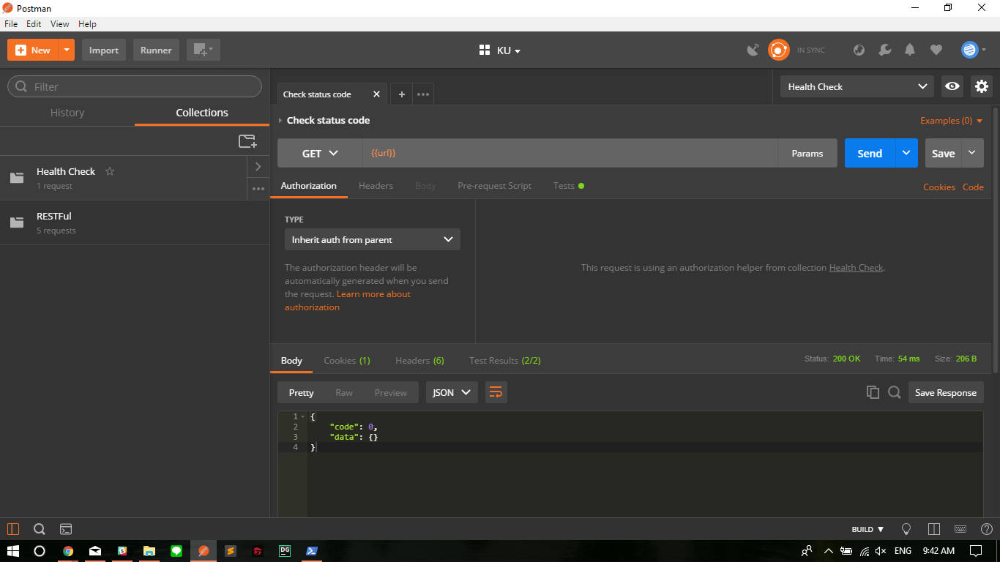 Postman
File Edit View Help
New Import Runner KU IN SYNC
Filter
History Collections
Health Check
1 request
RESTFul
5 requests
Check status code
Health Check
Check status code Examples (0)
GET {{url}} Params Send Save
Authorization Headers Body Pre-request Script Tests Cookies Code
TYPE
Inherit auth from parent
The authorization header will be
automatically generated when you send
the request. Learn more about
authorization
This request is using an authorization helper from collection Health Check.
Body Cookies (1) Headers (6) Test Results (2/2) Status: 200 OK Time: 54 ms Size: 206 B
Pretty Raw Preview JSON Save Response
1 {
2 "code": 0,
3 "data": {}
4 }
BUILD
DG
ENG 9:42 AM